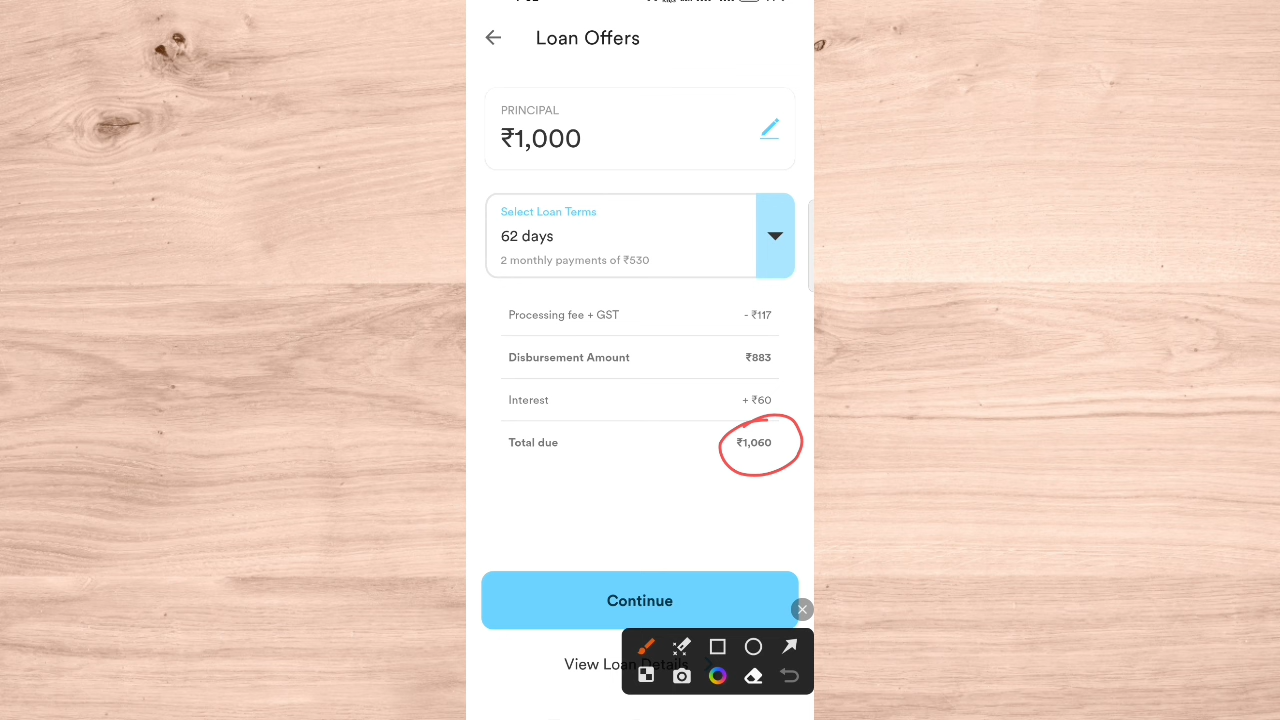 Loan Offers
PRINCIPAL
₹1,000
Select Loan Terms
62 days
2 monthly payments of ₹530
Processing fee + GST - ₹117
Disbursement Amount ₹883
Interest + ₹60
Total due ₹1,060
Continue
View Loan Details